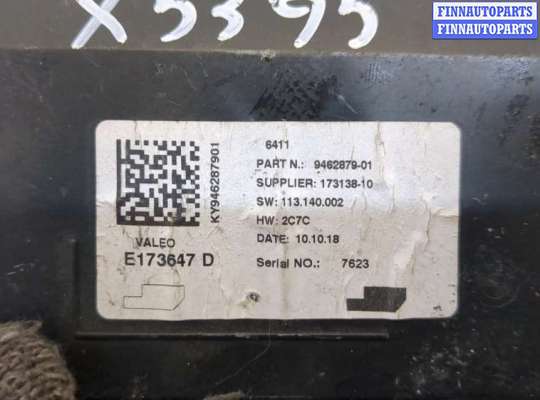 X5395
FINNAUTOPARTS
FINNAUTOPARTS
6411
PART N.: 9462879-01
SUPPLIER: 173138-10
SW: 113.140.002
HW: 2C7C
DATE: 10.10.18
Serial NO.: 7623
KY946287901
VALEO
E173647 D